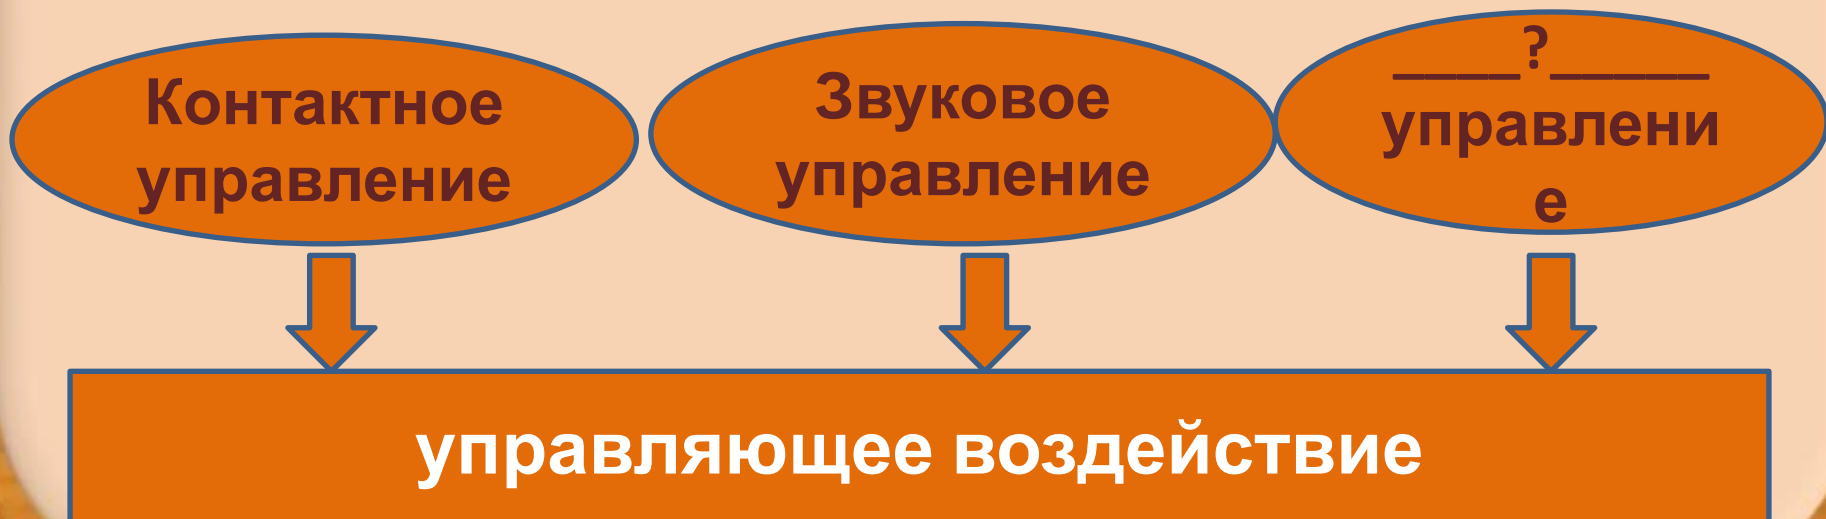 Контактное
управление
Звуковое
управление
____?_____
управлени
е
управляющее воздействие